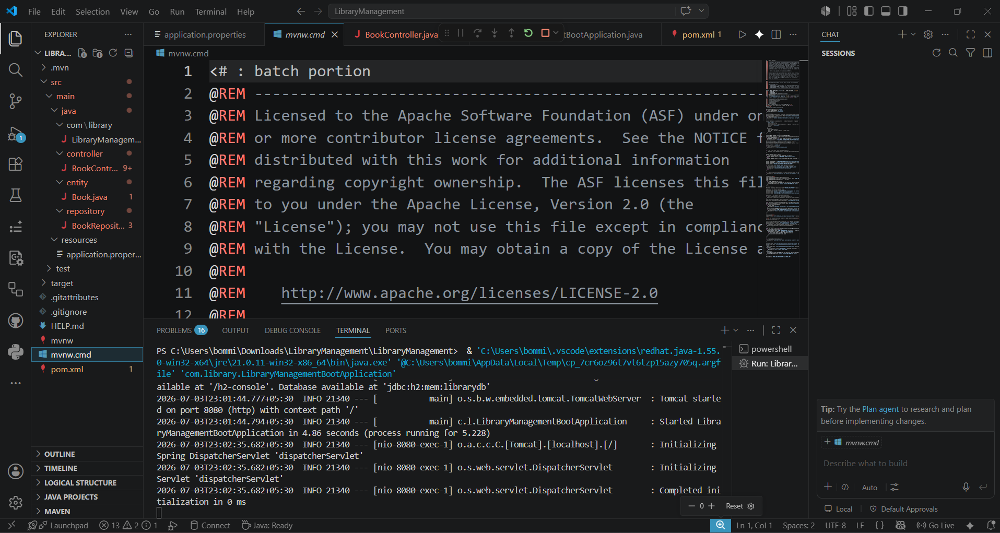 File Edit Selection View Go Run Terminal Help
LibraryManagement
EXPLORER
LIBRA...
.mvn
src
main
java
com\library
LibraryManagem...
controller
BookContr... 9+
entity
Book.java 1
repository
BookReposit... 3
resources
application.proper...
test
target
.gitattributes
.gitignore
HELP.md
mvnw
mvnw.cmd
pom.xml 1
OUTLINE
TIMELINE
LOGICAL STRUCTURE
JAVA PROJECTS
MAVEN
1
application.properties mvnw.cmd BookController.java tBootApplication.java pom.xml 1
mvnw.cmd
1 <# : batch portion
2 @REM ---------------------------------------------------------
3 @REM Licensed to the Apache Software Foundation (ASF) under or
4 @REM or more contributor license agreements.  See the NOTICE f
5 @REM distributed with this work for additional information
6 @REM regarding copyright ownership.  The ASF licenses this fil
7 @REM to you under the Apache License, Version 2.0 (the
8 @REM "License"); you may not use this file except in complianc
9 @REM with the License.  You may obtain a copy of the License a
10 @REM
11 @REM    http://www.apache.org/licenses/LICENSE-2.0
12 @REM
PROBLEMS 16 OUTPUT DEBUG CONSOLE TERMINAL PORTS
PS C:\Users\bommi\Downloads\LibraryManagement\LibraryManagement>  & 'C:\Users\bommi\.vscode\extensions\redhat.java-1.55.
0-win32-x64\jre\21.0.11-win32-x86_64\bin\java.exe' '@C:\Users\bommi\AppData\Local\Temp\cp_7cr6oz96t7vt6tzp15azy705q.argf
ile' 'com.library.LibraryManagementBootApplication'
ailable at '/h2-console'. Database available at 'jdbc:h2:mem:librarydb'
2026-07-03T23:01:44.777+05:30  INFO 21340 --- [           main] o.s.b.w.embedded.tomcat.TomcatWebServer  : Tomcat starte
d on port 8080 (http) with context path '/'
2026-07-03T23:01:44.794+05:30  INFO 21340 --- [           main] c.l.LibraryManagementBootApplication     : Started Libra
ryManagementBootApplication in 4.86 seconds (process running for 5.228)
2026-07-03T23:02:35.682+05:30  INFO 21340 --- [nio-8080-exec-1] o.a.c.c.C.[Tomcat].[localhost].[/]       : Initializing
Spring DispatcherServlet 'dispatcherServlet'
2026-07-03T23:02:35.682+05:30  INFO 21340 --- [nio-8080-exec-1] o.s.web.servlet.DispatcherServlet        : Initializing
Servlet 'dispatcherServlet'
2026-07-03T23:02:35.682+05:30  INFO 21340 --- [nio-8080-exec-1] o.s.web.servlet.DispatcherServlet        : Completed ini
tialization in 0 ms
powershell
Run: Librar...
0 Reset
CHAT
SESSIONS
Tip: Try the Plan agent to research and plan
before implementing changes.
mvnw.cmd
Describe what to build
Auto
Local Default Approvals
Launchpad 13 2 1 Connect Java: Ready Ln 1, Col 1 Spaces: 2 UTF-8 LF { } Go Live